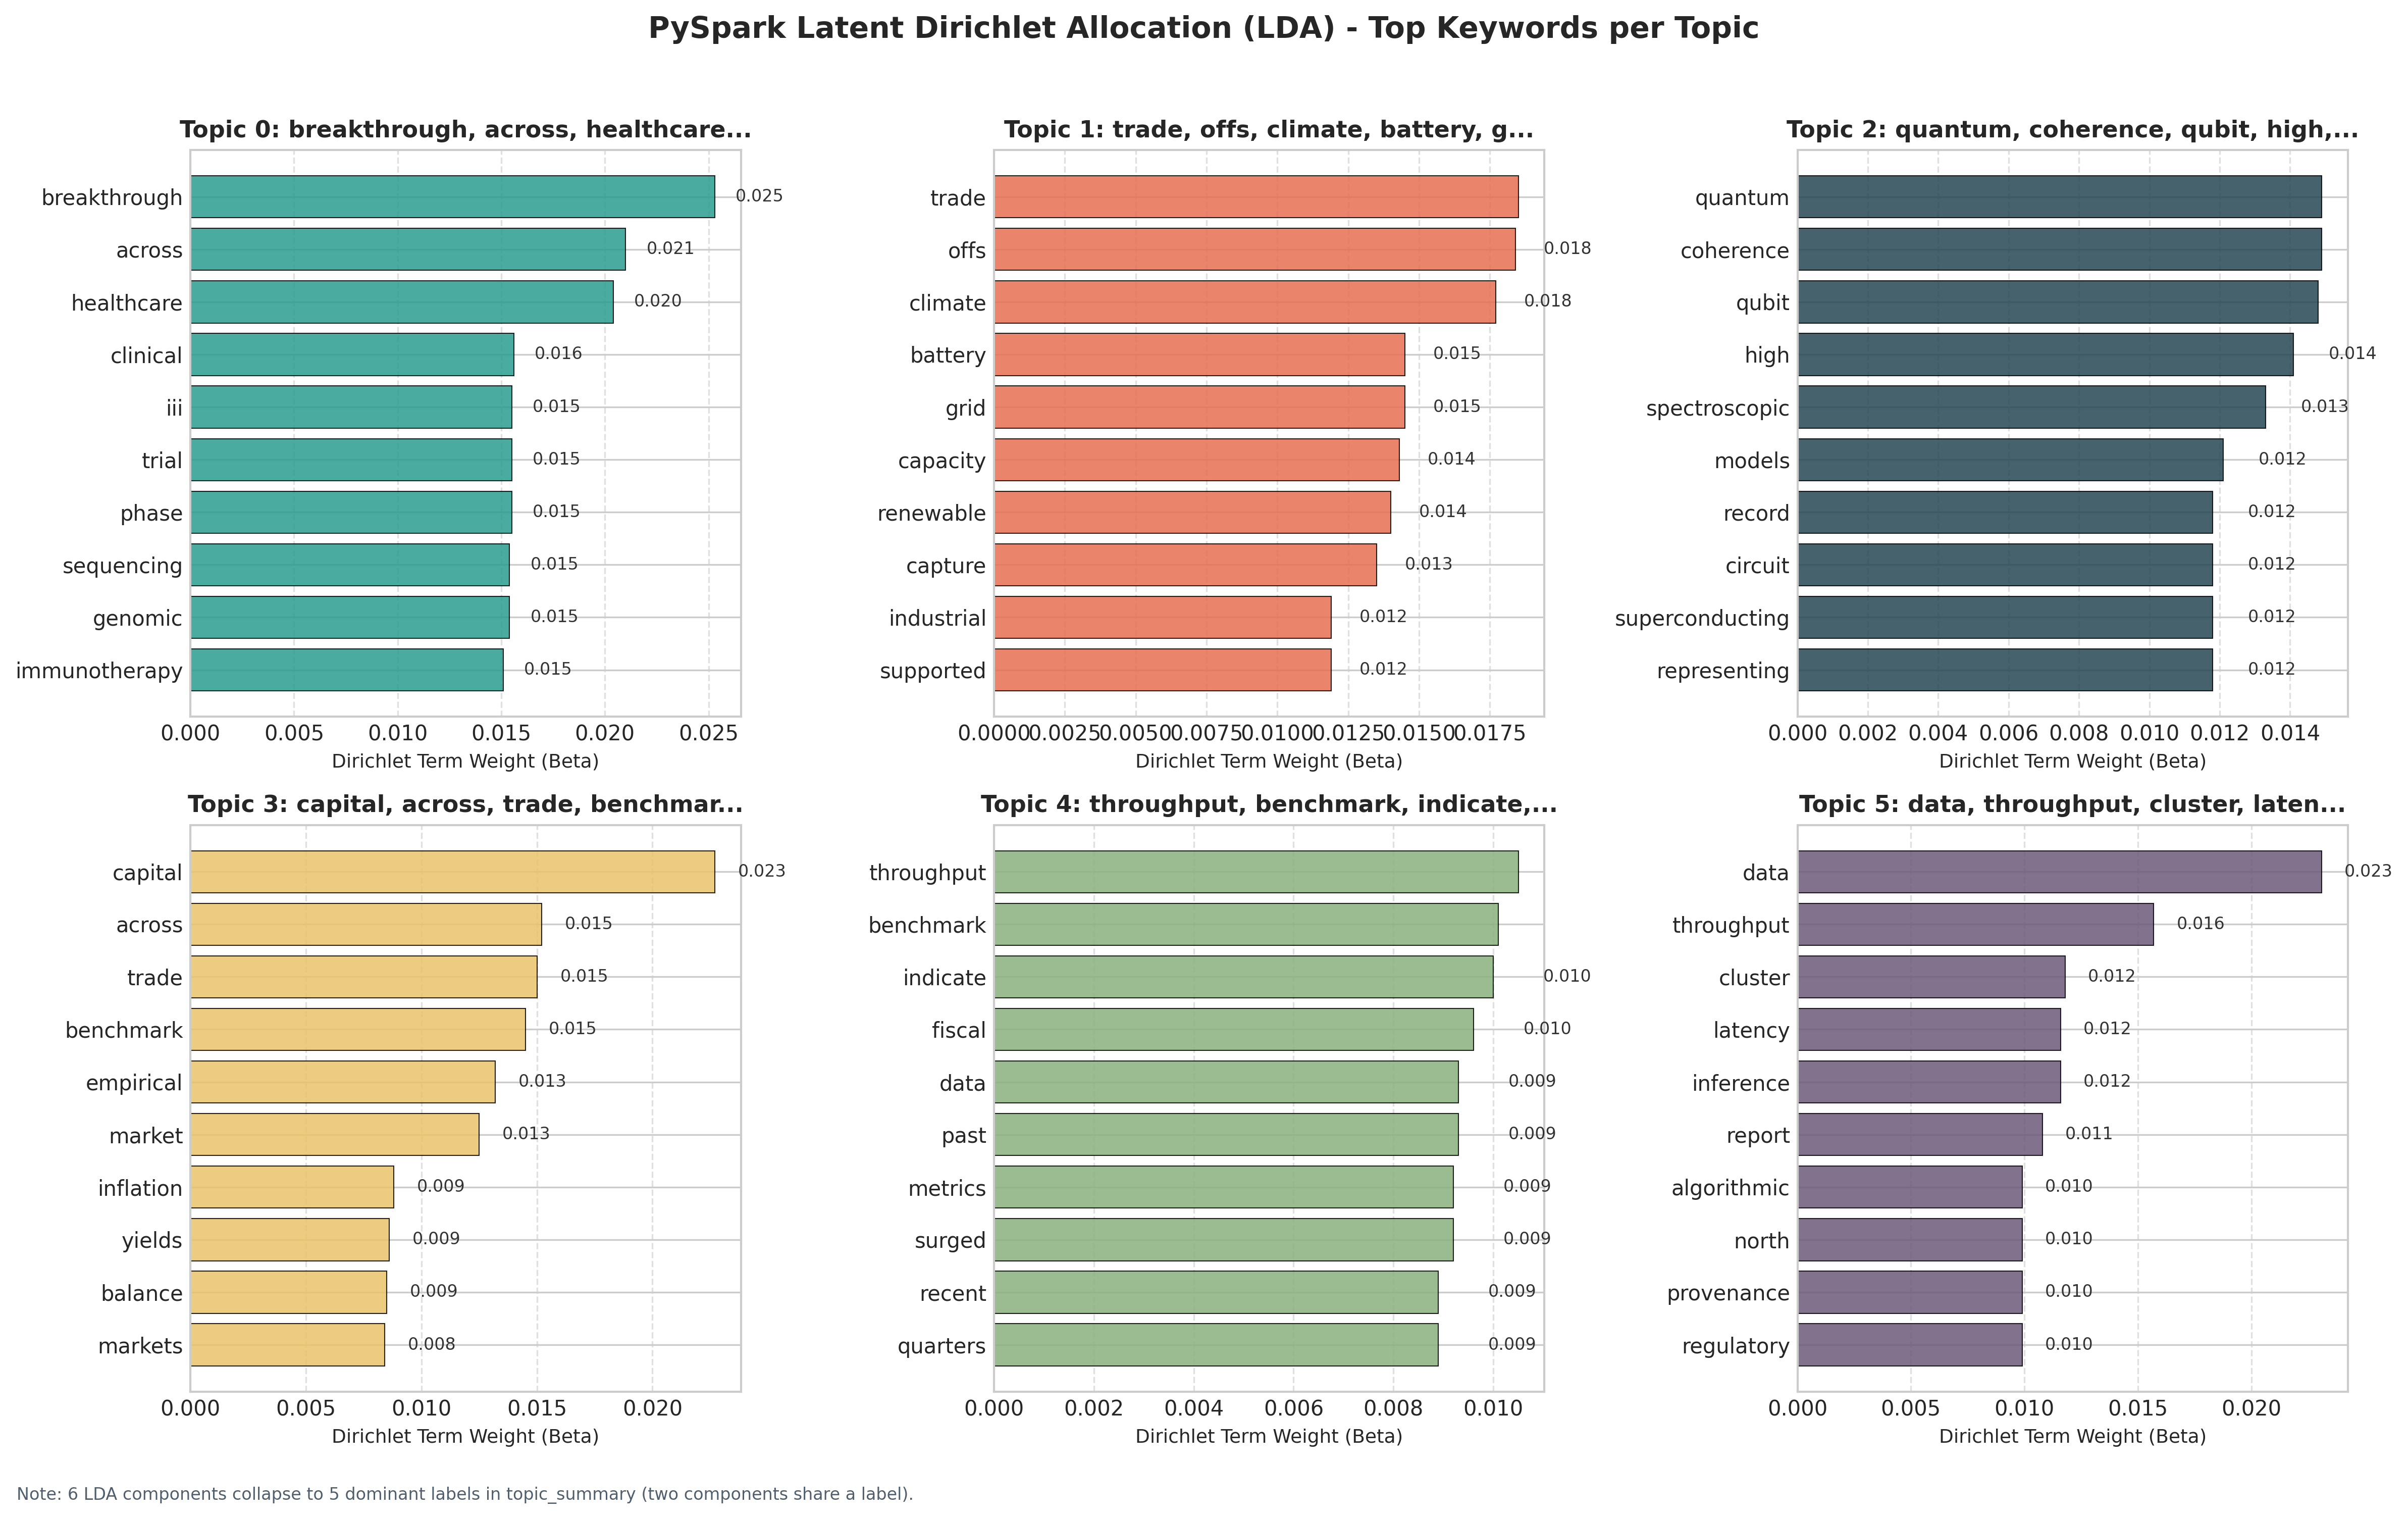 PySpark Latent Dirichlet Allocation (LDA) - Top Keywords per Topic
Topic 0: breakthrough, across, healthcare...
breakthrough 0.025
across 0.021
healthcare 0.020
clinical 0.016
iii 0.015
trial 0.015
phase 0.015
sequencing 0.015
genomic 0.015
immunotherapy 0.015
0.000 0.005 0.010 0.015 0.020 0.025
Dirichlet Term Weight (Beta)
Topic 1: trade, offs, climate, battery, g...
trade
offs 0.018
climate 0.018
battery 0.015
grid 0.015
capacity 0.014
renewable 0.014
capture 0.013
industrial 0.012
supported 0.012
0.0000 0.0025 0.0050 0.0075 0.0100 0.0125 0.0150 0.0175
Dirichlet Term Weight (Beta)
Topic 2: quantum, coherence, qubit, high,...
quantum
coherence
qubit
high 0.014
spectroscopic 0.013
models 0.012
record 0.012
circuit 0.012
superconducting 0.012
representing 0.012
0.000 0.002 0.004 0.006 0.008 0.010 0.012 0.014
Dirichlet Term Weight (Beta)
Topic 3: capital, across, trade, benchmar...
capital 0.023
across 0.015
trade 0.015
benchmark 0.015
empirical 0.013
market 0.013
inflation 0.009
yields 0.009
balance 0.009
markets 0.008
0.000 0.005 0.010 0.015 0.020
Dirichlet Term Weight (Beta)
Topic 4: throughput, benchmark, indicate,...
throughput
benchmark
indicate 0.010
fiscal 0.010
data 0.009
past 0.009
metrics 0.009
surged 0.009
recent 0.009
quarters 0.009
0.000 0.002 0.004 0.006 0.008 0.010
Dirichlet Term Weight (Beta)
Topic 5: data, throughput, cluster, laten...
data 0.023
throughput 0.016
cluster 0.012
latency 0.012
inference 0.012
report 0.011
algorithmic 0.010
north 0.010
provenance 0.010
regulatory 0.010
0.000 0.005 0.010 0.015 0.020
Dirichlet Term Weight (Beta)
Note: 6 LDA components collapse to 5 dominant labels in topic_summary (two components share a label).